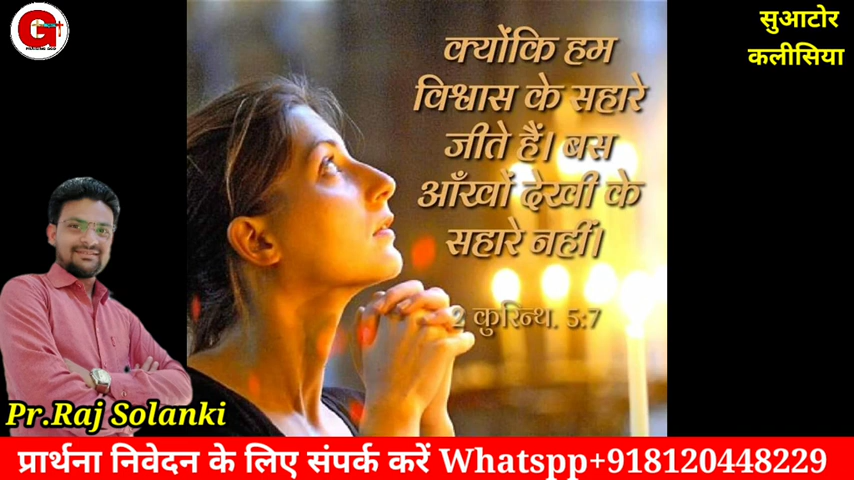 सुआटोर
कलीसिया
क्योंकि हम
विश्वास के सहारे
जीते हैं। बस
आँखों देखी के
सहारे नहीं।
2 कुरिन्थ. 5:7
Pr.Raj Solanki
प्रार्थना निवेदन के लिए संपर्क करें Whatspp+918120448229